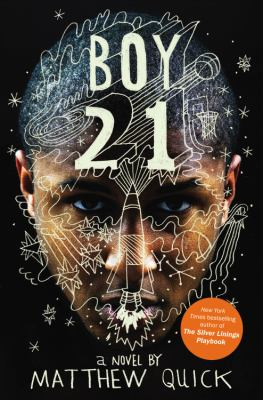 BOY
21
New York
Times bestselling
author of
The Silver Linings
Playbook
a NOVEL BY
MATTHEW QUICK